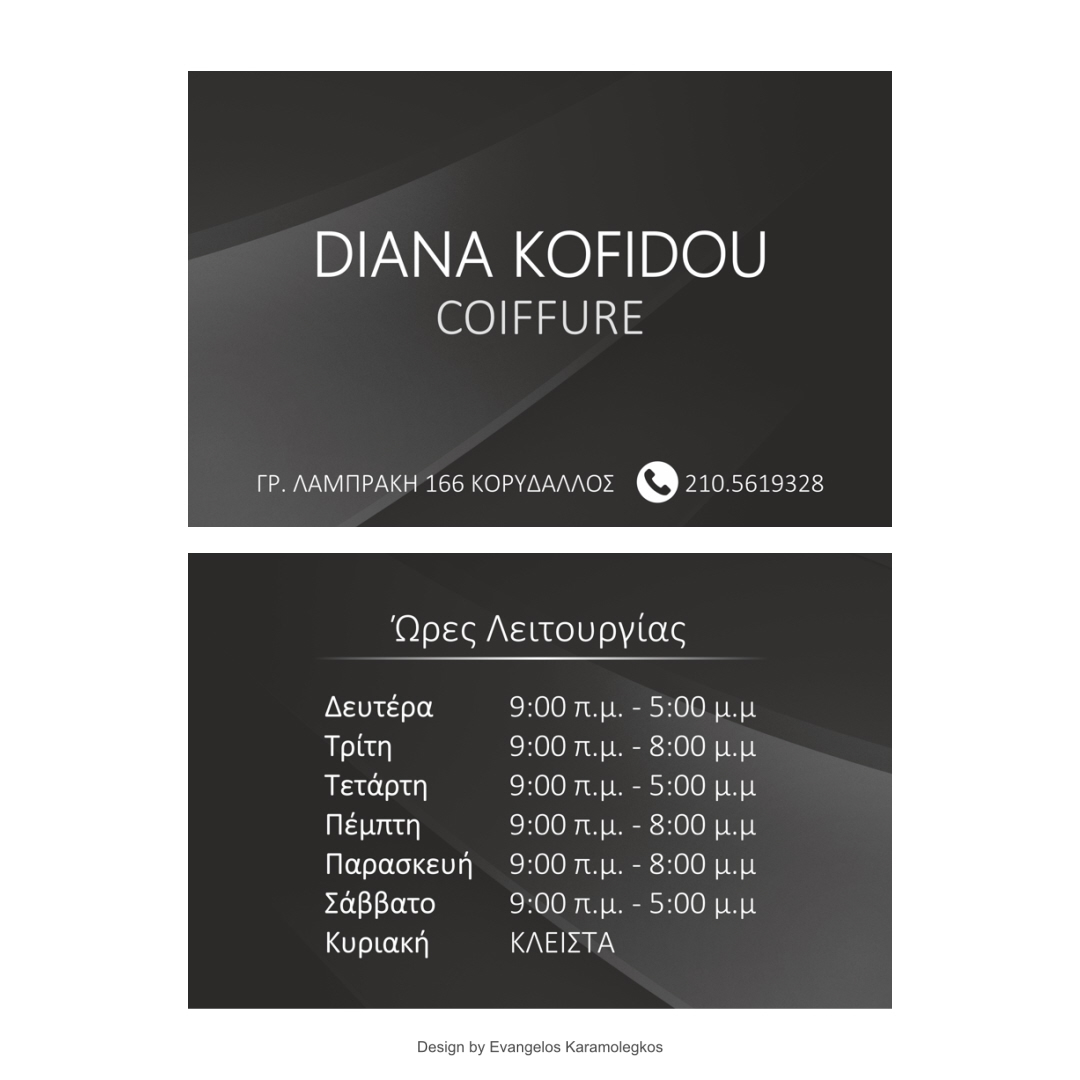 DIANA KOFIDOU
COIFFURE
ΓΡ. ΛΑΜΠΡΑΚΗ 166 ΚΟΡΥΔΑΛΛΟΣ 210.5619328
Ώρες Λειτουργίας
Δευτέρα 9:00 π.μ. - 5:00 μ.μ
Τρίτη 9:00 π.μ. - 8:00 μ.μ
Τετάρτη 9:00 π.μ. - 5:00 μ.μ
Πέμπτη 9:00 π.μ. - 8:00 μ.μ
Παρασκευή 9:00 π.μ. - 8:00 μ.μ
Σάββατο 9:00 π.μ. - 5:00 μ.μ
Κυριακή ΚΛΕΙΣΤΑ
Design by Evangelos Karamolegkos